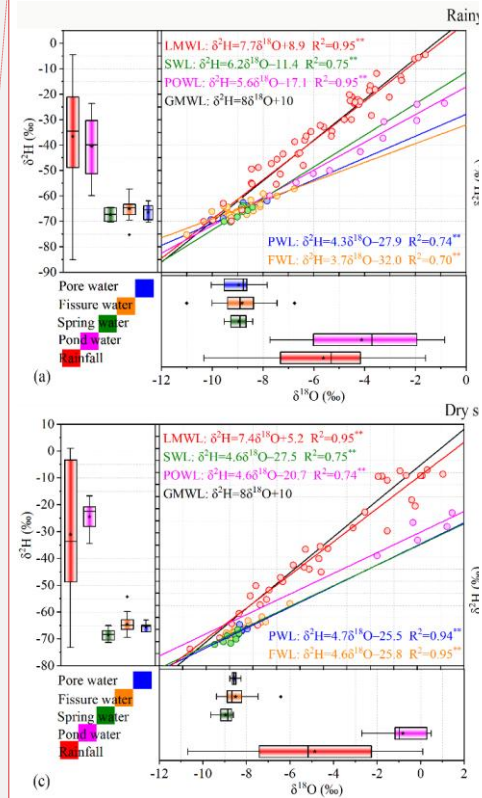 Rainy
LMWL: δ²H=7.7δ¹⁸O+8.9 R²=0.95**
SWL: δ²H=6.2δ¹⁸O–11.4 R²=0.75**
POWL: δ²H=5.6δ¹⁸O–17.1 R²=0.95**
GMWL: δ²H=8δ¹⁸O+10
0
-10
-20
-30
-40
-50
-60
-70
-80
-90
δ²H (‰)
δ²H (‰
PWL: δ²H=4.3δ¹⁸O–27.9 R²=0.74**
FWL: δ²H=3.7δ¹⁸O–32.0 R²=0.70**
Pore water
Fissure water
Spring water
Pond water
Rainfall
-12 -10 -8 -6 -4 -2 0
δ¹⁸O (‰)
(a)
Dry s
LMWL: δ²H=7.4δ¹⁸O+5.2 R²=0.95**
SWL: δ²H=4.6δ¹⁸O–27.5 R²=0.75**
POWL: δ²H=4.6δ¹⁸O–20.7 R²=0.74**
GMWL: δ²H=8δ¹⁸O+10
10
0
-10
-20
-30
-40
-50
-60
-70
-80
δ²H (‰)
δ²H (‰
PWL: δ²H=4.7δ¹⁸O–25.5 R²=0.94**
FWL: δ²H=4.6δ¹⁸O–25.8 R²=0.95**
Pore water
Fissure water
Spring water
Pond water
Rainfall
-12 -10 -8 -6 -4 -2 0 2
δ¹⁸O (‰)
(c)